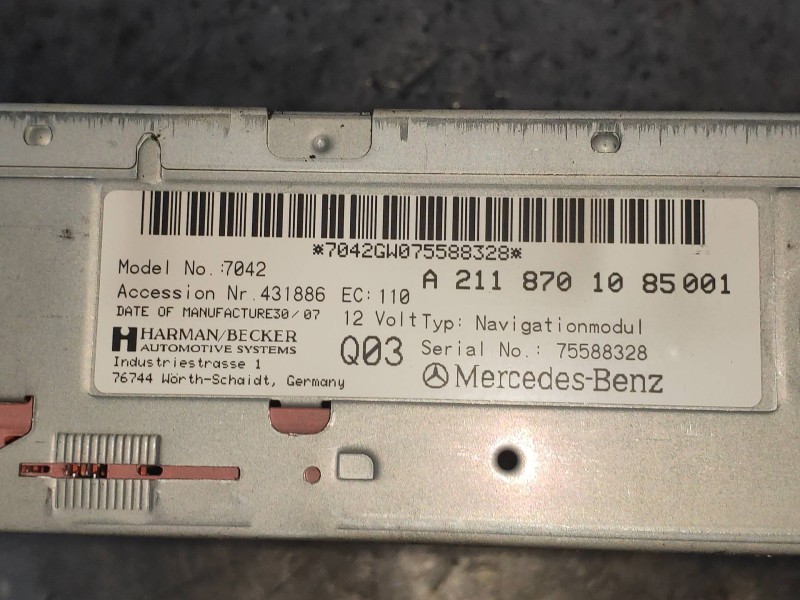 *7042GW075588328*
Model No.:7042
A 211 870 10 85 001
Accession Nr. 431886 EC: 110
DATE OF MANUFACTURE30/07
12 Volt Typ: Navigationmodul
HARMAN/BECKER
AUTOMOTIVE SYSTEMS
Q03
Serial No.: 75588328
Industriestrasse 1
76744 Wörth-Schaidt, Germany
Mercedes-Benz